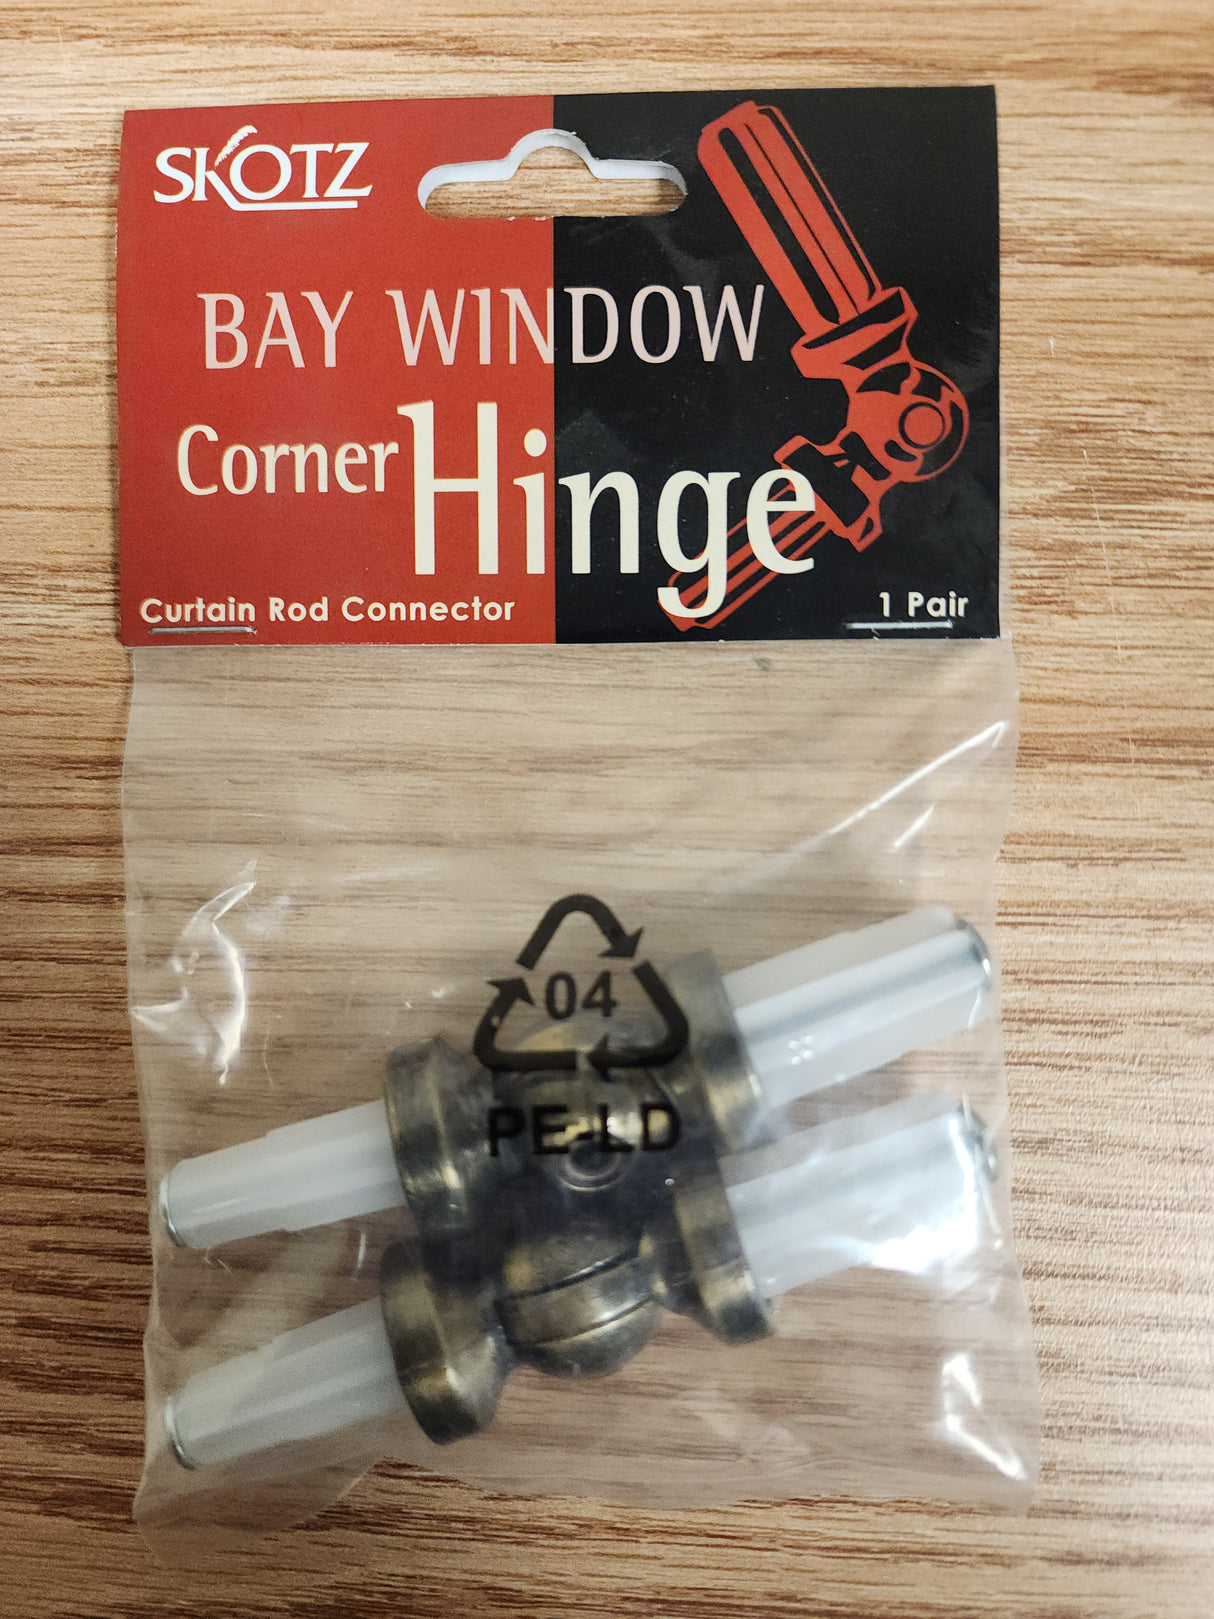 SKOTZ
BAY WINDOW
Corner Hinge
Curtain Rod Connector
1 Pair
04
PE-LD